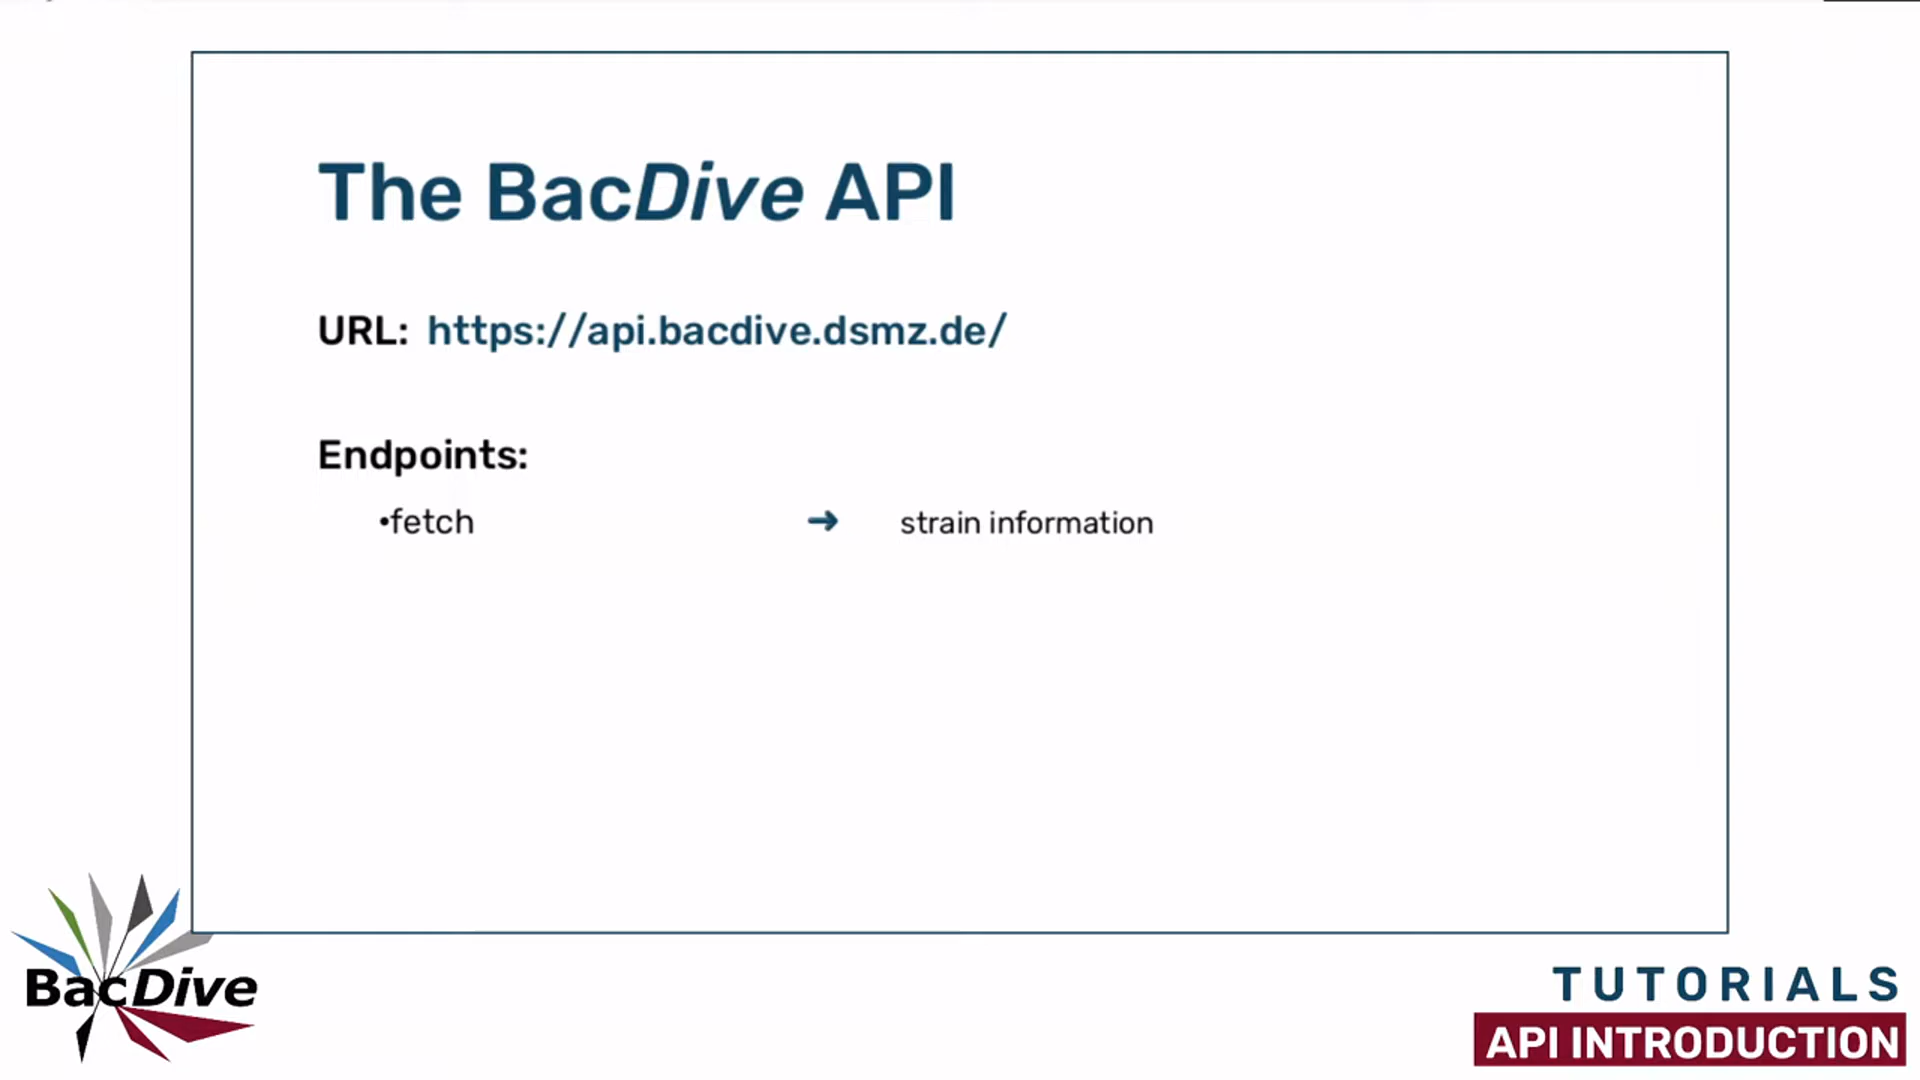 The BacDive API
URL: https://api.bacdive.dsmz.de/
Endpoints:
•fetch ➜ strain information
BacDive
TUTORIALS
API INTRODUCTION